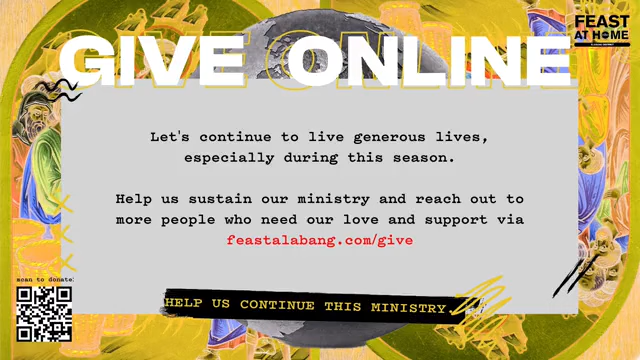 GIVE ONLINE
FEAST
AT HOME
Let's continue to live generous lives,
especially during this season.
Help us sustain our ministry and reach out to
more people who need our love and support via
feastalabang.com/give
scan to donate!
HELP US CONTINUE THIS MINISTRY.